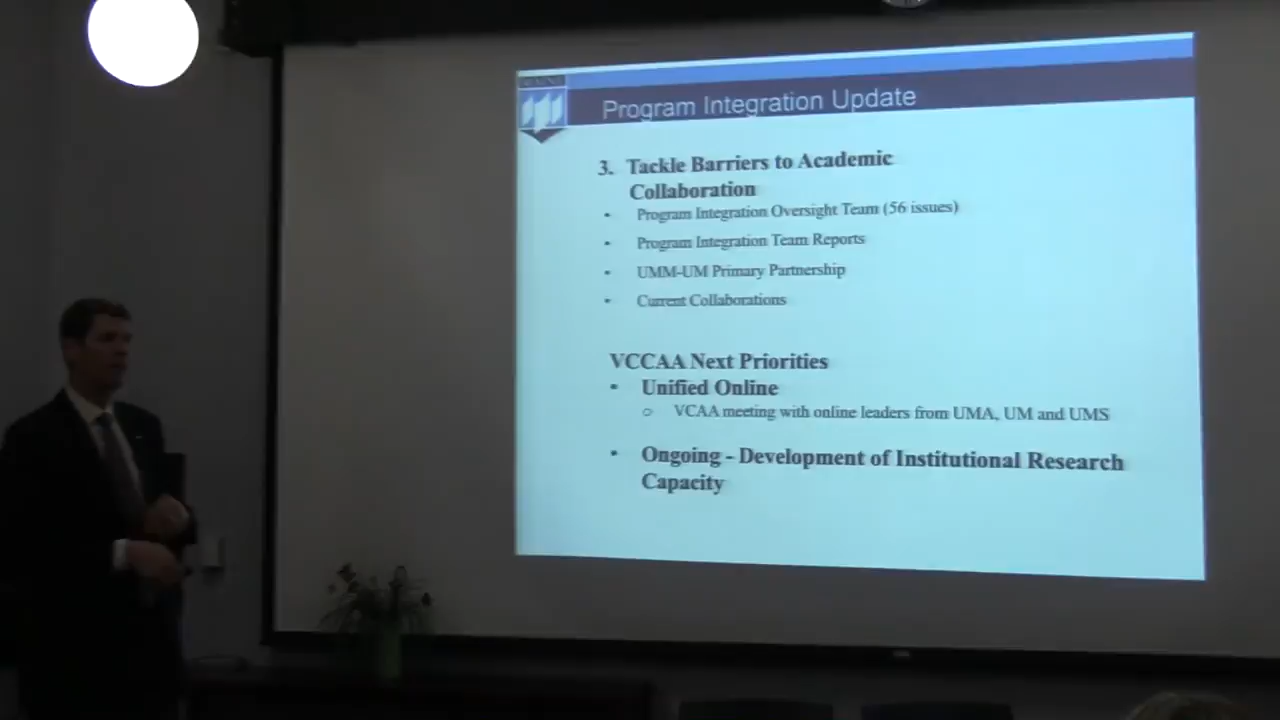 Program Integration Update
3. Tackle Barriers to Academic
Collaboration
• Program Integration Oversight Team (56 issues)
• Program Integration Team Reports
• UMM-UM Primary Partnership
• Current Collaborations
VCCAA Next Priorities
• Unified Online
○ VCAA meeting with online leaders from UMA, UM and UMS
• Ongoing - Development of Institutional Research
Capacity